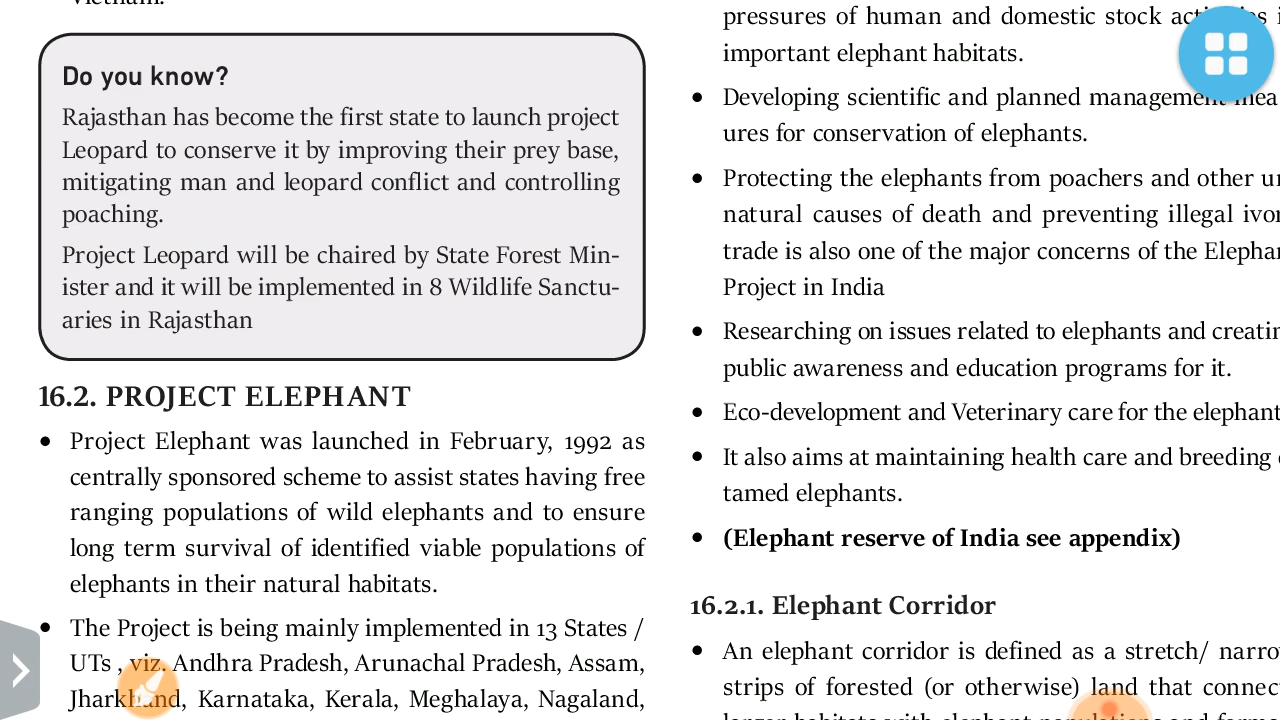 Vietnam.
Do you know?
Rajasthan has become the first state to launch project
Leopard to conserve it by improving their prey base,
mitigating man and leopard conflict and controlling
poaching.
Project Leopard will be chaired by State Forest Min-
ister and it will be implemented in 8 Wildlife Sanctu-
aries in Rajasthan
16.2. PROJECT ELEPHANT
• Project Elephant was launched in February, 1992 as
centrally sponsored scheme to assist states having free
ranging populations of wild elephants and to ensure
long term survival of identified viable populations of
elephants in their natural habitats.
• The Project is being mainly implemented in 13 States /
UTs , viz. Andhra Pradesh, Arunachal Pradesh, Assam,
Jharkhand, Karnataka, Kerala, Meghalaya, Nagaland,
pressures of human and domestic stock activities
important elephant habitats.
• Developing scientific and planned management
ures for conservation of elephants.
• Protecting the elephants from poachers and other
natural causes of death and preventing illegal
trade is also one of the major concerns of the
Project in India
• Researching on issues related to elephants and
public awareness and education programs for it.
• Eco-development and Veterinary care for the elephant
• It also aims at maintaining health care and breeding
tamed elephants.
• (Elephant reserve of India see appendix)
16.2.1. Elephant Corridor
• An elephant corridor is defined as a stretch/
strips of forested (or otherwise) land that
larger habitats with elephant populations and